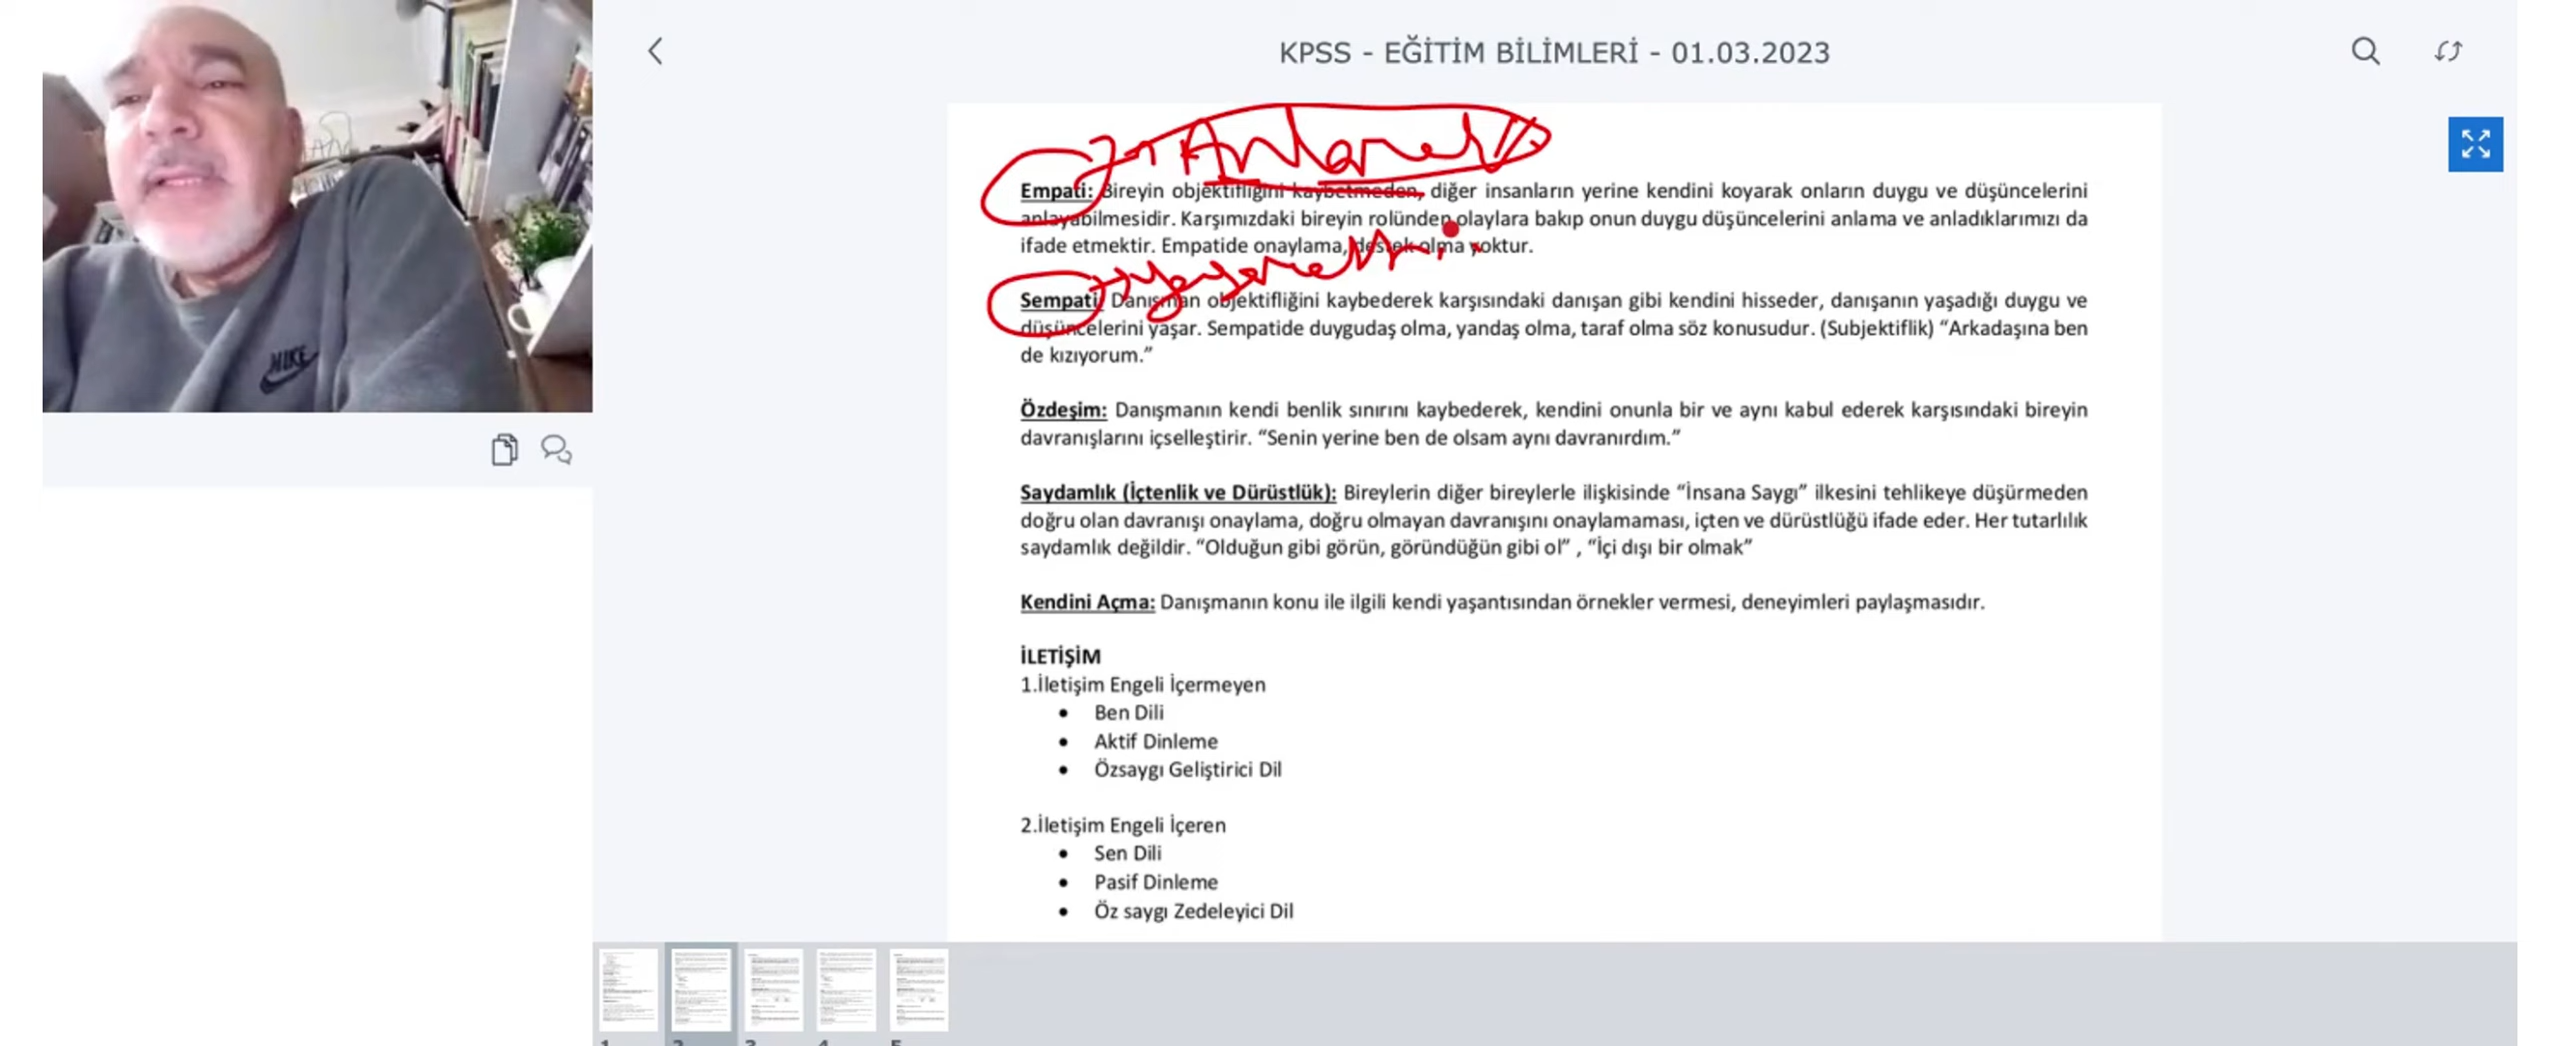 KPSS - EĞİTİM BİLİMLERİ - 01.03.2023
NIKE
Empati: Bireyin objektifliğini kaybetmeden, diğer insanların yerine kendini koyarak onların duygu ve düşüncelerini
anlayabilmesidir. Karşımızdaki bireyin rolünden olaylara bakıp onun duygu düşüncelerini anlama ve anladıklarımızı da
ifade etmektir. Empatide onaylama, destek olma yoktur.
Sempati: Danışman objektifliğini kaybederek karşısındaki danışan gibi kendini hisseder, danışanın yaşadığı duygu ve
düşüncelerini yaşar. Sempatide duygudaş olma, yandaş olma, taraf olma söz konusudur. (Subjektiflik) “Arkadaşına ben
de kızıyorum.”
Özdeşim: Danışmanın kendi benlik sınırını kaybederek, kendini onunla bir ve aynı kabul ederek karşısındaki bireyin
davranışlarını içselleştirir. “Senin yerine ben de olsam aynı davranırdım.”
Saydamlık (İçtenlik ve Dürüstlük): Bireylerin diğer bireylerle ilişkisinde “İnsana Saygı” ilkesini tehlikeye düşürmeden
doğru olan davranışı onaylama, doğru olmayan davranışını onaylamaması, içten ve dürüstlüğü ifade eder. Her tutarlılık
saydamlık değildir. “Olduğun gibi görün, göründüğün gibi ol” , “İçi dışı bir olmak”
Kendini Açma: Danışmanın konu ile ilgili kendi yaşantısından örnekler vermesi, deneyimleri paylaşmasıdır.
İLETİŞİM
1.İletişim Engeli İçermeyen
• Ben Dili
• Aktif Dinleme
• Özsaygı Geliştirici Dil
2.İletişim Engeli İçeren
• Sen Dili
• Pasif Dinleme
• Öz saygı Zedeleyici Dil